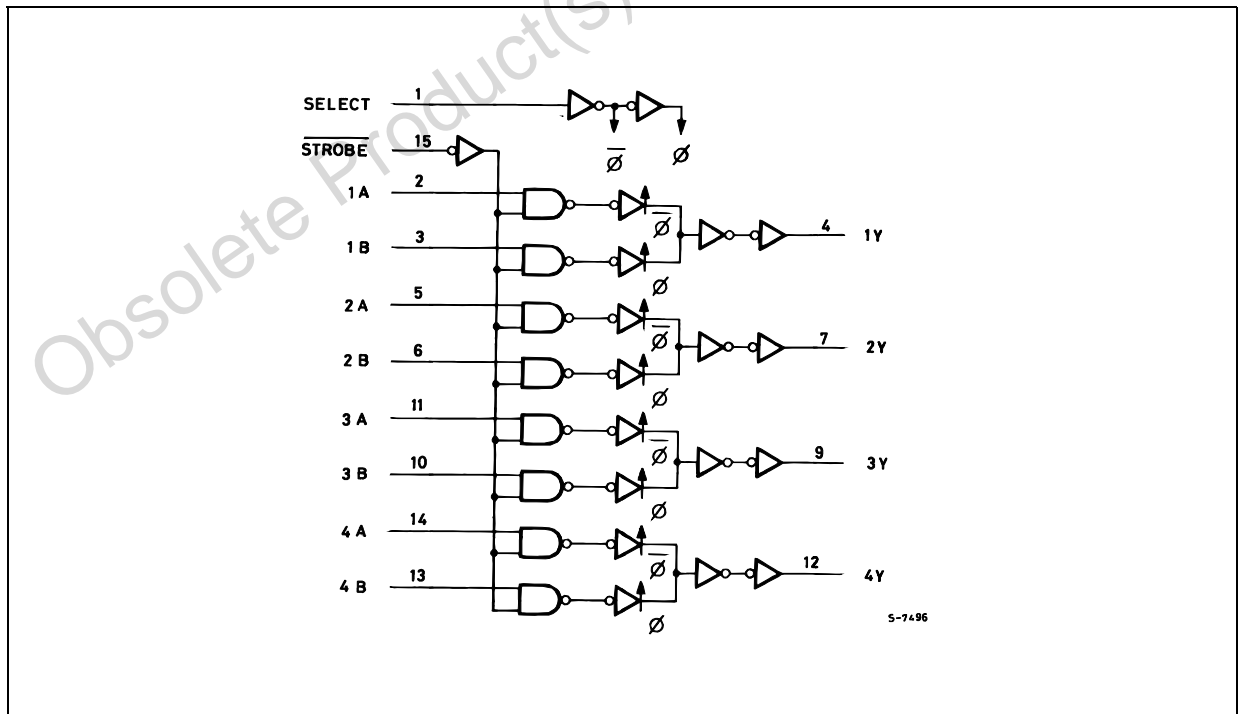 Obsolete Product(s)
SELECT 1
STROBE 15
φ̅ φ
1A 2
φ̅ 4 1Y
1B 3
φ
2A 5
φ̅ 7 2Y
2B 6
φ
3A 11
φ̅ 9 3Y
3B 10
φ
4A 14
φ̅ 12 4Y
4B 13
φ
S-7496